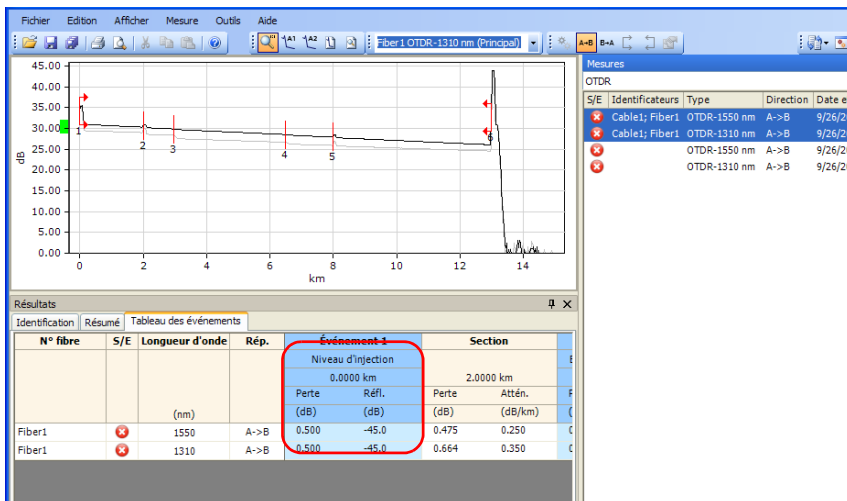 Fichier Edition Afficher Mesure Outils Aide
A1 A2 Fiber1 OTDR-1310 nm (Principal) A→B B→A
45.00
40.00
35.00
30.00
25.00
20.00
15.00
10.00
5.00
0.00
dB
1 2 3 4 5 6
0 2 4 6 8 10 12 14
km
Mesures
OTDR
S/E Identificateurs Type Direction Date e
Cable1; Fiber1 OTDR-1550 nm A->B 9/26/2
Cable1; Fiber1 OTDR-1310 nm A->B 9/26/2
OTDR-1550 nm A->B 9/26/2
OTDR-1310 nm A->B 9/26/2
Résultats
Identification Résumé Tableau des événements
N° fibre S/E Longueur d'onde Rép. Événement 1 Section
Niveau d'injection
0.0000 km 2.0000 km
Perte Réfl. Perte Attén.
(nm) (dB) (dB) (dB) (dB/km)
Fiber1 1550 A->B 0.500 -45.0 0.475 0.250
Fiber1 1310 A->B 0.500 -45.0 0.664 0.350